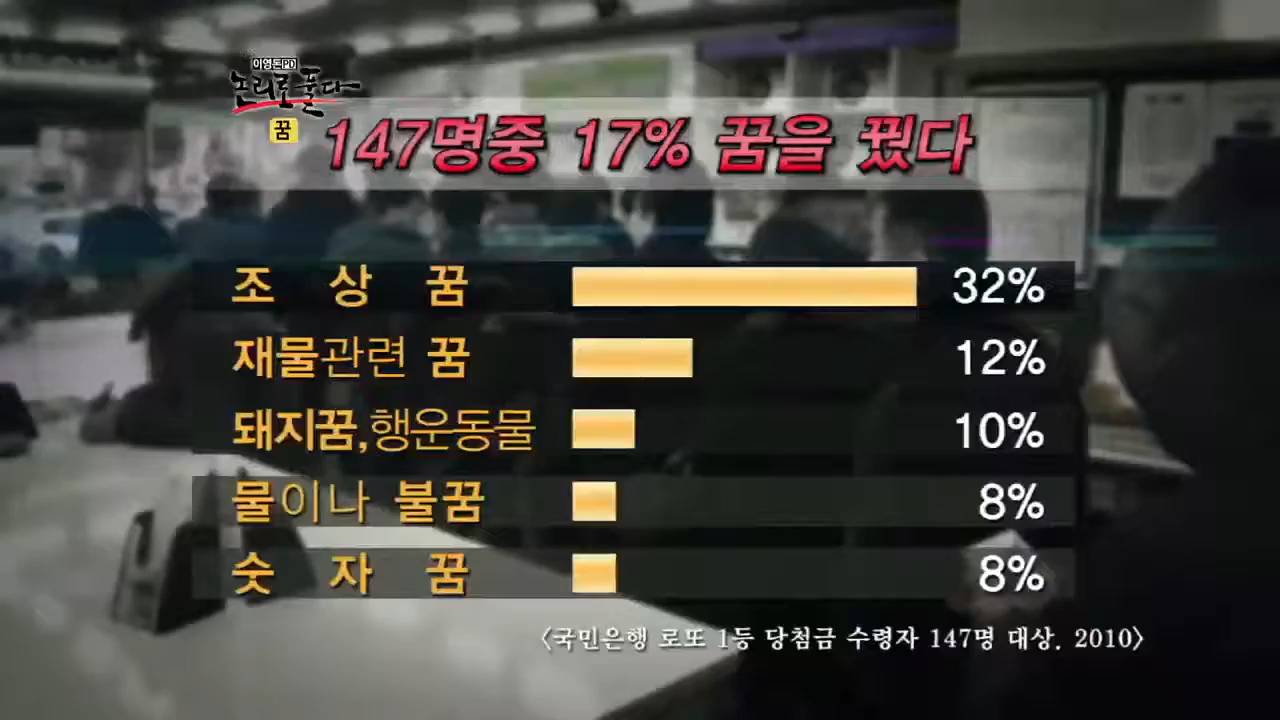 이영돈PD
논리로풀다
꿈
147명중 17% 꿈을 꿨다
조 상 꿈 32%
재물관련 꿈 12%
돼지꿈,행운동물 10%
물이나 불꿈 8%
숫 자 꿈 8%
〈국민은행 로또 1등 당첨금 수령자 147명 대상. 2010〉